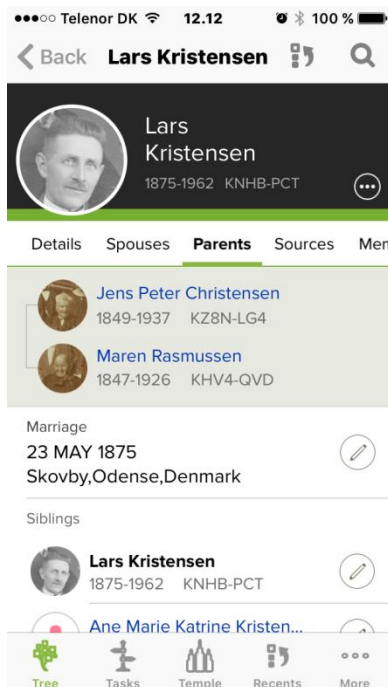 Telenor DK 12.12 100 %
Back Lars Kristensen
Lars
Kristensen
1875-1962 KNHB-PCT
Details Spouses Parents Sources Mem
Jens Peter Christensen
1849-1937 KZ8N-LG4
Maren Rasmussen
1847-1926 KHV4-QVD
Marriage
23 MAY 1875
Skovby,Odense,Denmark
Siblings
Lars Kristensen
1875-1962 KNHB-PCT
Ane Marie Katrine Kristen...
Tree Tasks Temple Recents More